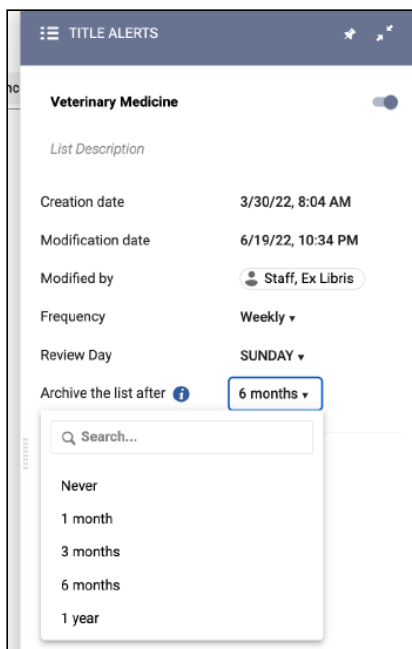 TITLE ALERTS
nc
Veterinary Medicine
List Description
Creation date 3/30/22, 8:04 AM
Modification date 6/19/22, 10:34 PM
Modified by Staff, Ex Libris
Frequency Weekly
Review Day SUNDAY
Archive the list after 6 months
Search...
Never
1 month
3 months
6 months
1 year